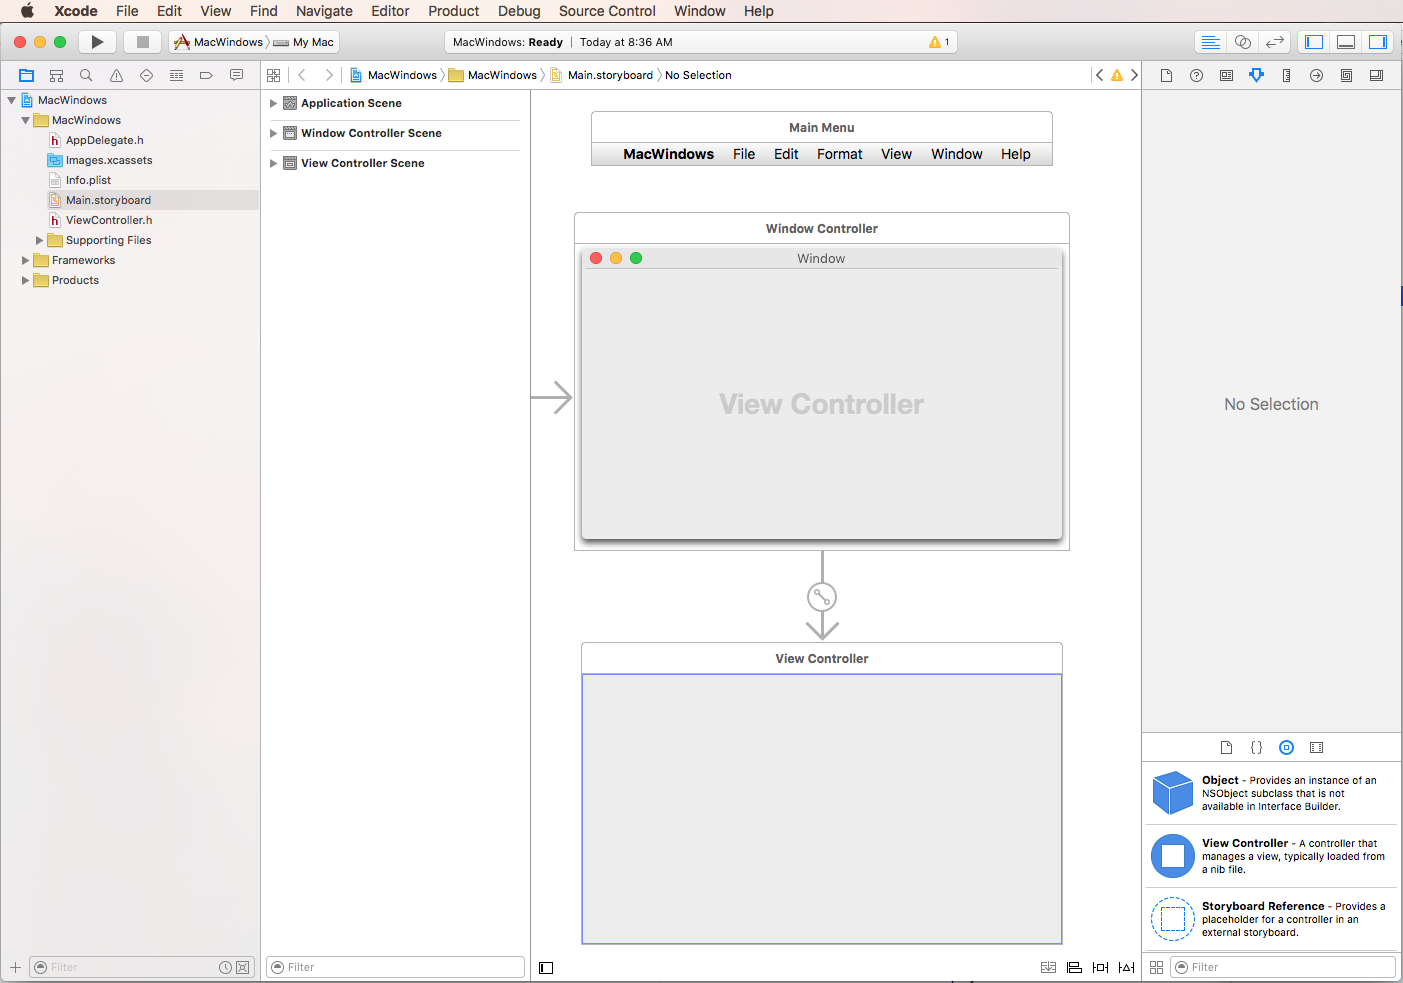 Xcode File Edit View Find Navigate Editor Product Debug Source Control Window Help
MacWindows My Mac
MacWindows: Ready | Today at 8:36 AM
1
MacWindows MacWindows Main.storyboard No Selection
MacWindows
MacWindows
AppDelegate.h
Images.xcassets
Info.plist
Main.storyboard
ViewController.h
Supporting Files
Frameworks
Products
Filter
Application Scene
Window Controller Scene
View Controller Scene
Filter
Main Menu
MacWindows File Edit Format View Window Help
Window Controller
Window
View Controller
View Controller
No Selection
Object - Provides an instance of an
NSObject subclass that is not
available in Interface Builder.
View Controller - A controller that
manages a view, typically loaded from
a nib file.
Storyboard Reference - Provides a
placeholder for a controller in an
external storyboard.
Filter